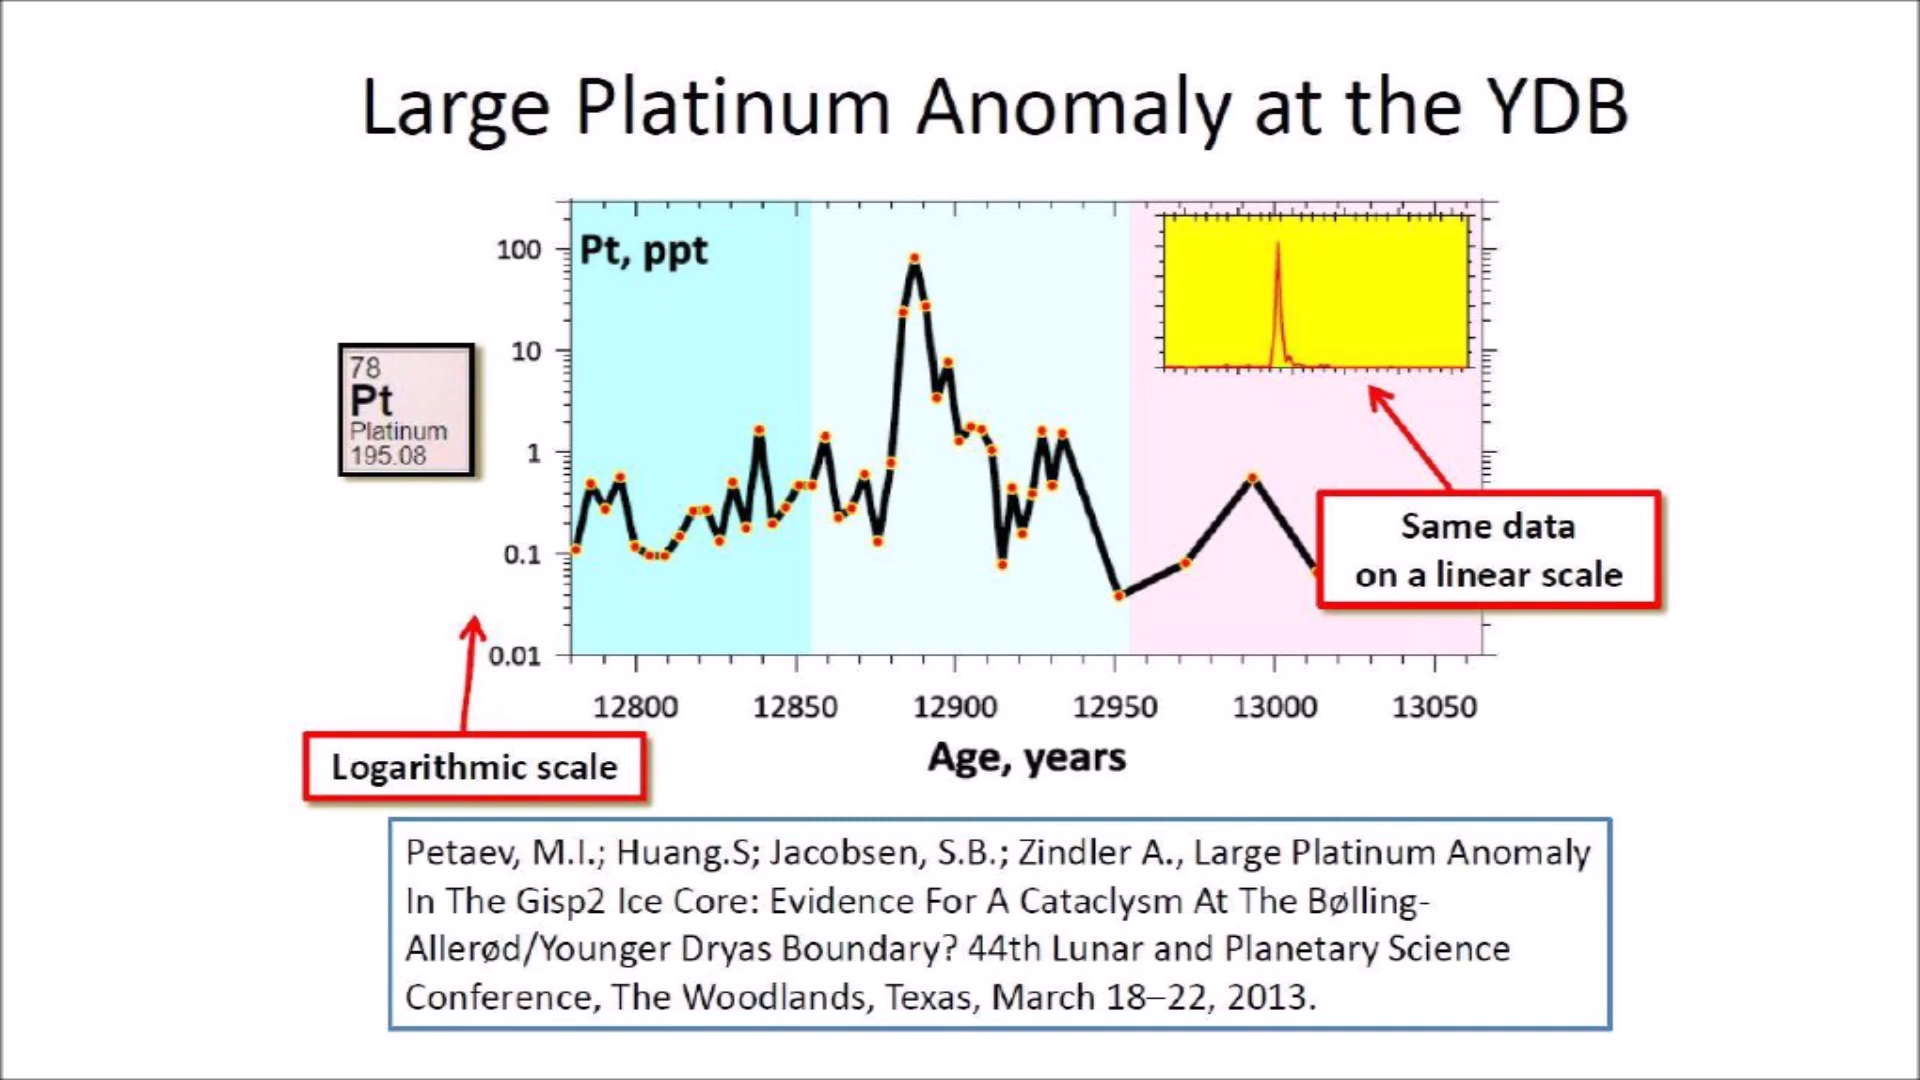 Large Platinum Anomaly at the YDB
Pt, ppt
100
10
1
0.1
0.01
78
Pt
Platinum
195.08
Same data
on a linear scale
12800 12850 12900 12950 13000 13050
Age, years
Logarithmic scale
Petaev, M.I.; Huang.S; Jacobsen, S.B.; Zindler A., Large Platinum Anomaly
In The Gisp2 Ice Core: Evidence For A Cataclysm At The Bølling-
Allerød/Younger Dryas Boundary? 44th Lunar and Planetary Science
Conference, The Woodlands, Texas, March 18–22, 2013.